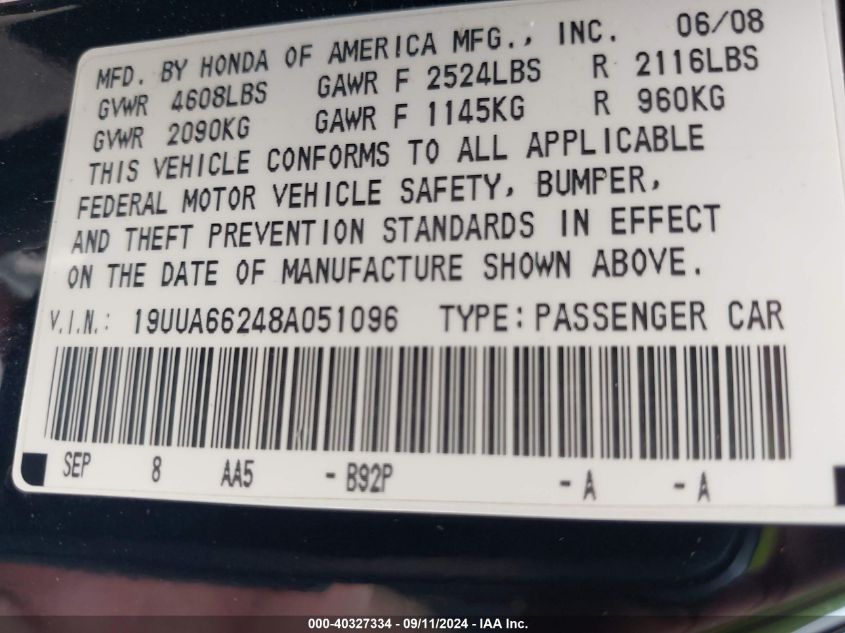 MFD. BY HONDA OF AMERICA MFG., INC. 06/08
GVWR 4608LBS GAWR F 2524LBS R 2116LBS
GVWR 2090KG GAWR F 1145KG R 960KG
THIS VEHICLE CONFORMS TO ALL APPLICABLE
FEDERAL MOTOR VEHICLE SAFETY, BUMPER,
AND THEFT PREVENTION STANDARDS IN EFFECT
ON THE DATE OF MANUFACTURE SHOWN ABOVE.
V.I.N.: 19UUA66248A051096 TYPE: PASSENGER CAR
SEP 8 AA5 - B92P - A - A
000-40327334 - 09/11/2024 - IAA Inc.